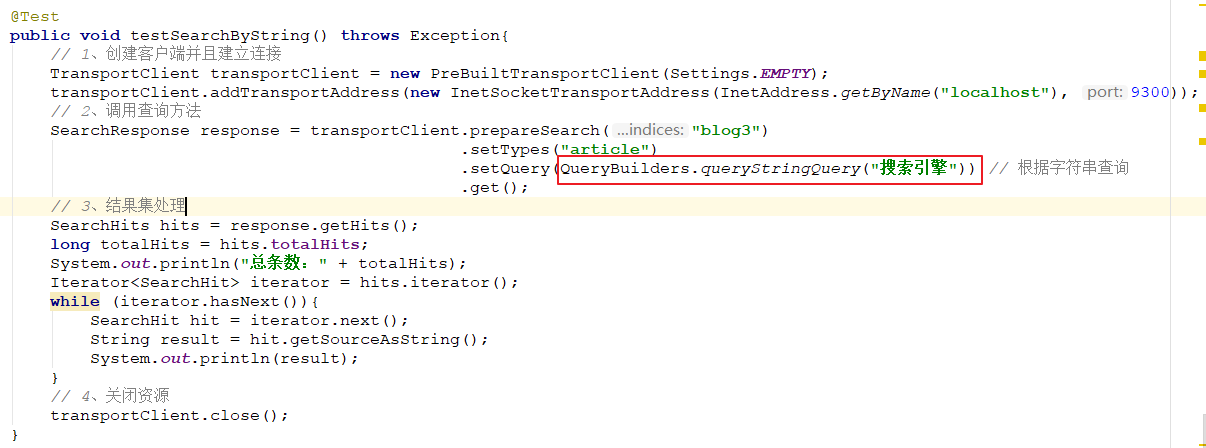 @Test
public void testSearchByString() throws Exception{
    // 1、创建客户端并且建立连接
    TransportClient transportClient = new PreBuiltTransportClient(Settings.EMPTY);
    transportClient.addTransportAddress(new InetSocketTransportAddress(InetAddress.getByName("localhost"), port: 9300));
    // 2、调用查询方法
    SearchResponse response = transportClient.prepareSearch( ...indices: "blog3")
                                             .setTypes("article")
                                             .setQuery(QueryBuilders.queryStringQuery("搜索引擎")) // 根据字符串查询
                                             .get();
    // 3、结果集处理
    SearchHits hits = response.getHits();
    long totalHits = hits.totalHits;
    System.out.println("总条数：" + totalHits);
    Iterator<SearchHit> iterator = hits.iterator();
    while (iterator.hasNext()){
        SearchHit hit = iterator.next();
        String result = hit.getSourceAsString();
        System.out.println(result);
    }
    // 4、关闭资源
    transportClient.close();
}